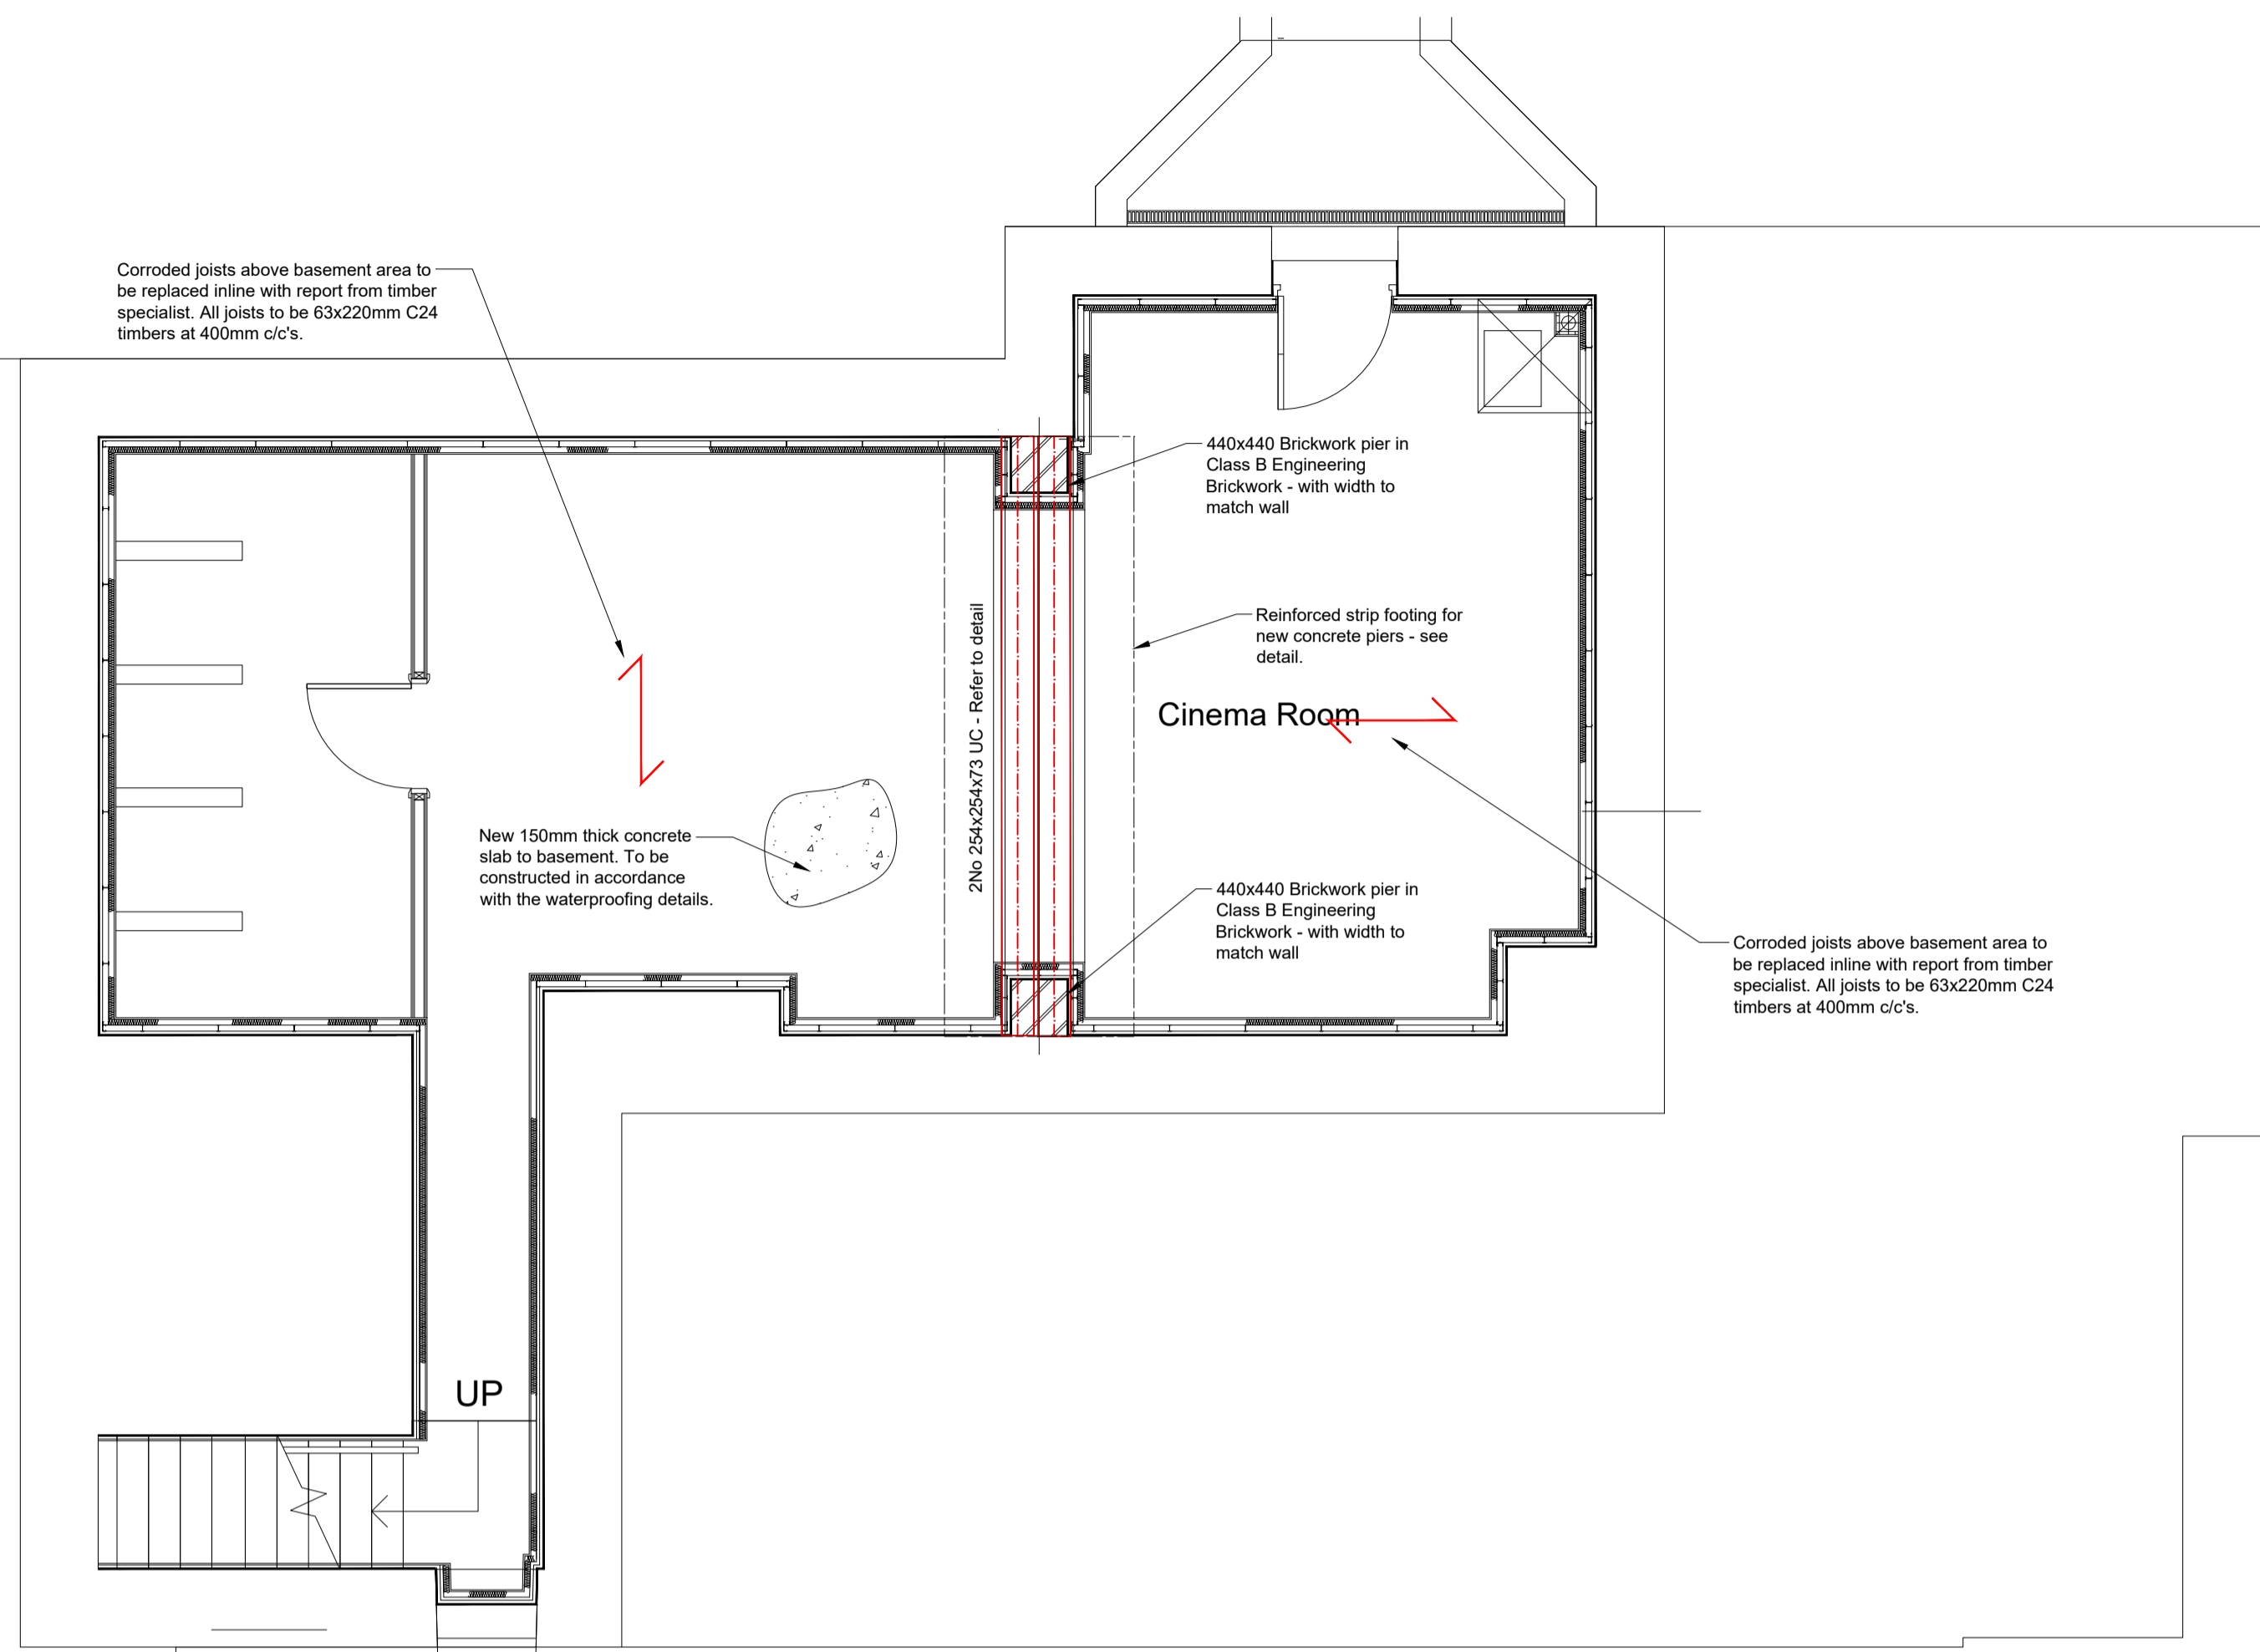 Corroded joists above basement area to
be replaced inline with report from timber
specialist. All joists to be 63x220mm C24
timbers at 400mm c/c's.
440x440 Brickwork pier in
Class B Engineering
Brickwork - with width to
match wall
Reinforced strip footing for
new concrete piers - see
detail.
2No 254x254x73 UC - Refer to detail
Cinema Room
New 150mm thick concrete
slab to basement. To be
constructed in accordance
with the waterproofing details.
440x440 Brickwork pier in
Class B Engineering
Brickwork - with width to
match wall
Corroded joists above basement area to
be replaced inline with report from timber
specialist. All joists to be 63x220mm C24
timbers at 400mm c/c's.
UP